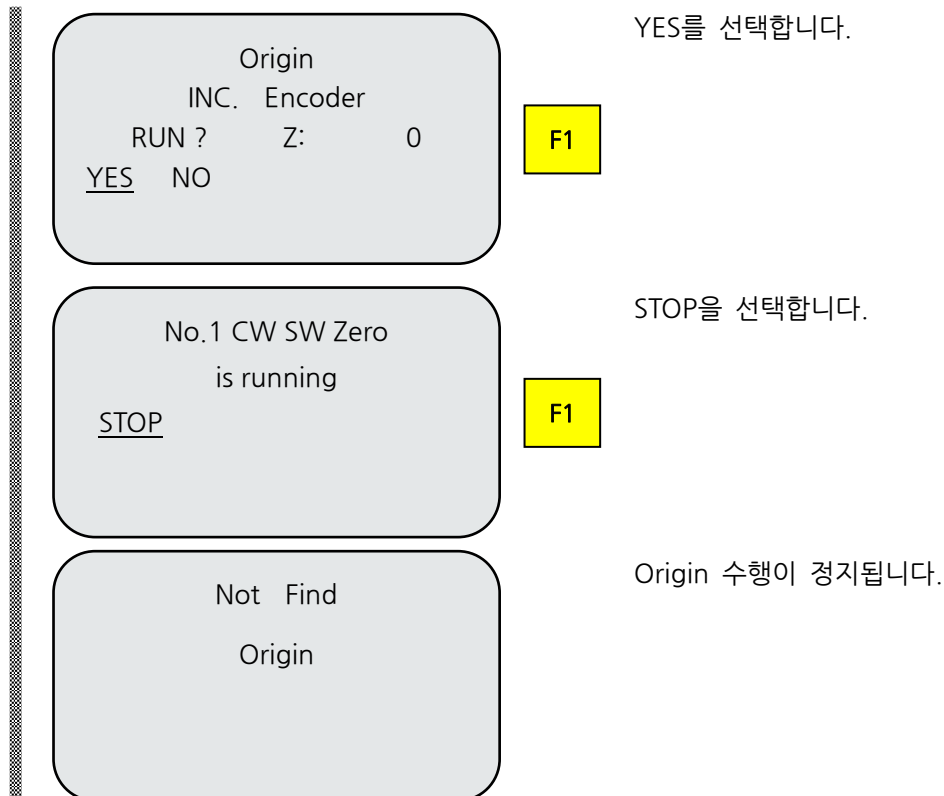 Origin
INC. Encoder
RUN ? Z: 0
YES NO
F1
YES를 선택합니다.
No.1 CW SW Zero
is running
STOP
F1
STOP을 선택합니다.
Not Find
Origin
Origin 수행이 정지됩니다.